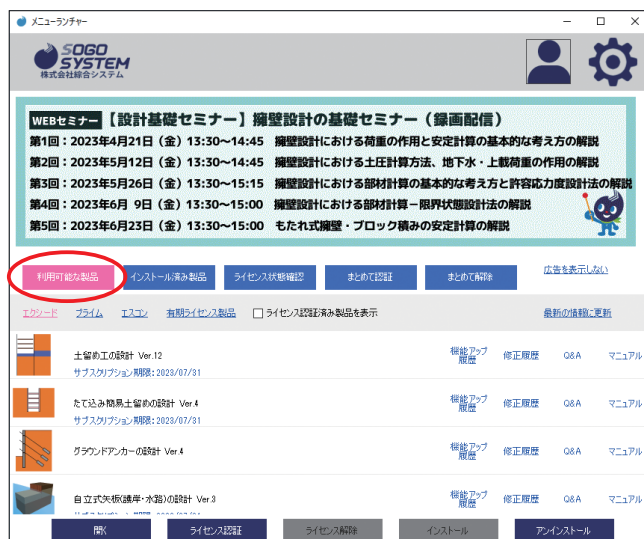 メニューランチャー
SOGO
SYSTEM
株式会社綜合システム
WEBセミナー 【設計基礎セミナー】擁壁設計の基礎セミナー（録画配信）
第1回：2023年4月21日（金）13:30～14:45 擁壁設計における荷重の作用と安定計算の基本的な考え方の解説
第2回：2023年5月12日（金）13:30～14:45 擁壁設計における土圧計算方法、地下水・上載荷重の作用の解説
第3回：2023年5月26日（金）13:30～15:15 擁壁設計における部材計算の基本的な考え方と許容応力度設計法の解説
第4回：2023年6月 9日（金）13:30～15:00 擁壁設計における部材計算－限界状態設計法の解説
第5回：2023年6月23日（金）13:30～15:00 もたれ式擁壁・ブロック積みの安定計算の解説
利用可能な製品 インストール済み製品 ライセンス状態確認 まとめて認証 まとめて解除 広告を表示しない
エクシード プライム エスコン 有期ライセンス製品 ライセンス認証済み製品を表示 最新の情報に更新
土留め工の設計 Ver.12 機能アップ履歴 修正履歴 Q&A マニュアル
サブスクリプション期限：2023/07/31
たて込み簡易土留めの設計 Ver.4 機能アップ履歴 修正履歴 Q&A マニュアル
サブスクリプション期限：2023/07/31
グラウンドアンカーの設計 Ver.4 機能アップ履歴 修正履歴 Q&A マニュアル
自立式矢板(護岸・水路)の設計 Ver.3 機能アップ履歴 修正履歴 Q&A マニュアル
開く ライセンス認証 ライセンス解除 インストール アンインストール